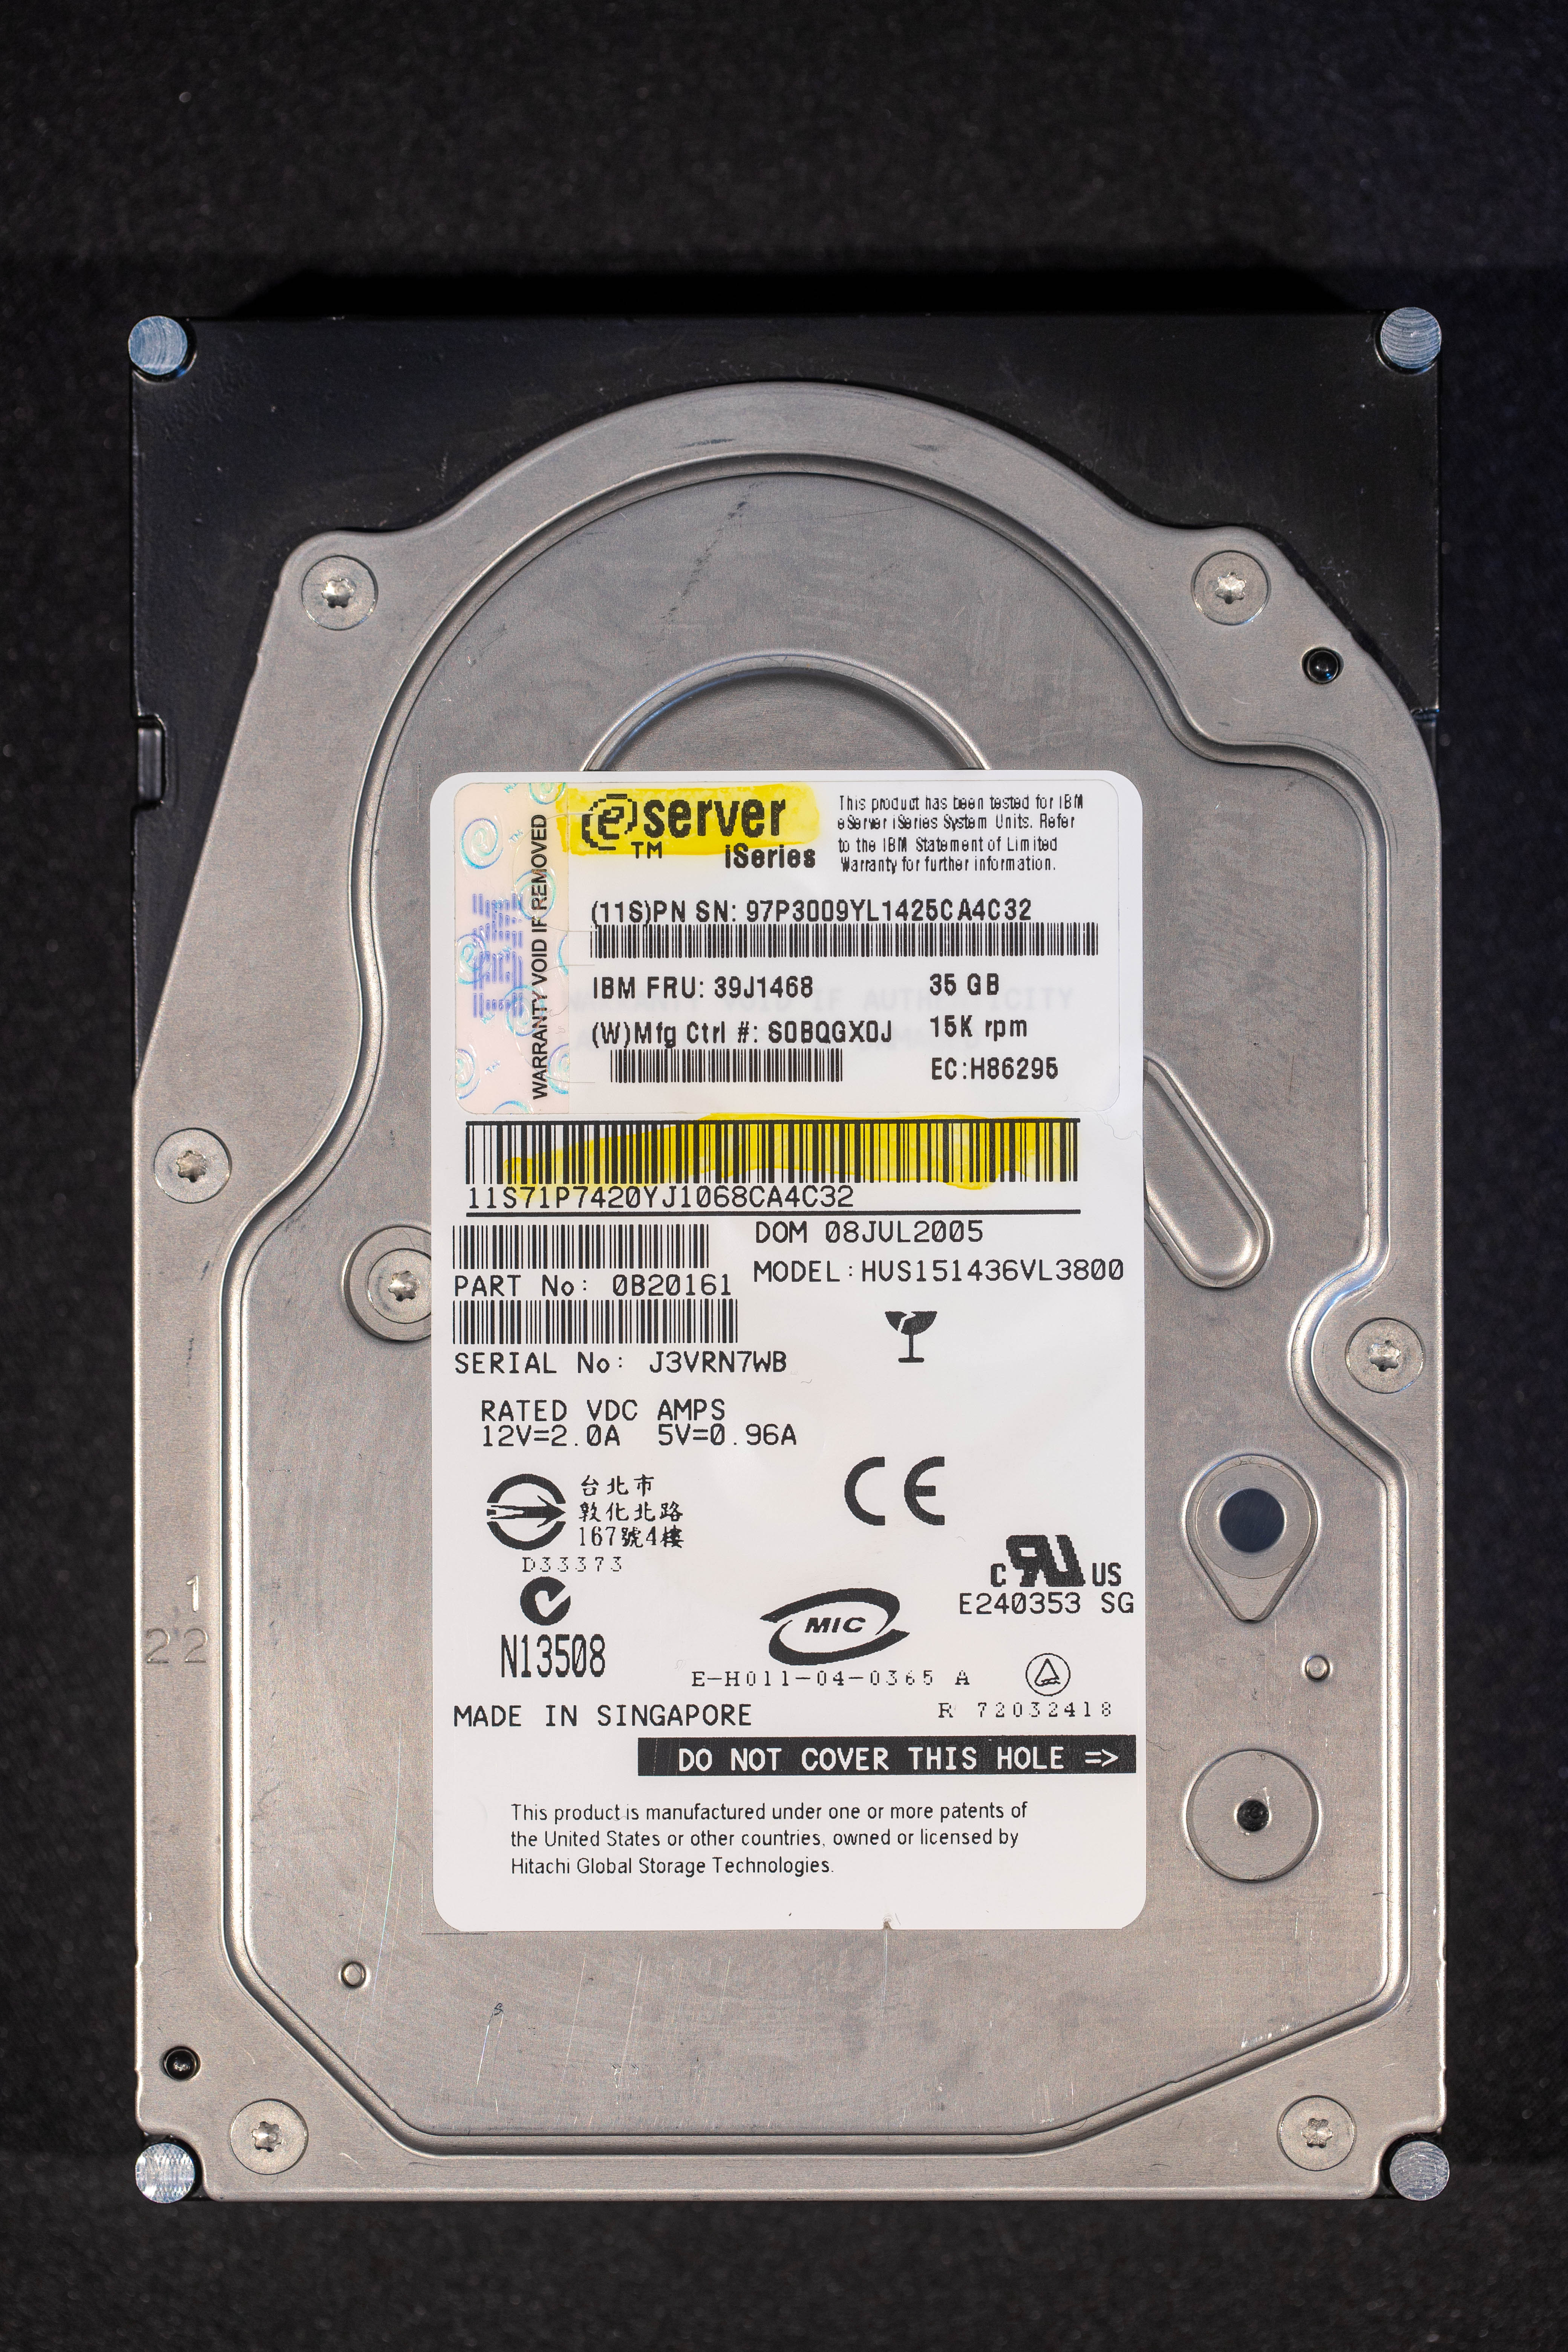 eserver
TM iSeries
This product has been tested for IBM
eServer iSeries System Units. Refer
to the IBM Statement of Limited
Warranty for further information.
IBM
WARRANTY VOID IF REMOVED
(11S)PN SN: 97P3009YL1425CA4C32
IBM FRU: 39J1468 35 GB
(W)Mfg Ctrl #: S0BQGX0J 15K rpm
EC:H86295
11S71P7420YJ1068CA4C32
DOM 08JUL2005
PART No: 0B20161 MODEL:HUS151436VL3800
SERIAL No: J3VRN7WB
RATED VDC AMPS
12V=2.0A 5V=0.96A
台北市
敦化北路
167號4樓
D33373
CE
c RU US
E240353 SG
N13508
MIC
E-H011-04-0365 A
R 72032418
MADE IN SINGAPORE
DO NOT COVER THIS HOLE =>
This product is manufactured under one or more patents of
the United States or other countries, owned or licensed by
Hitachi Global Storage Technologies.
1
22